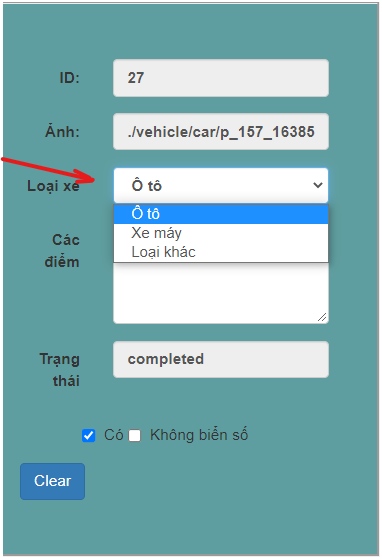 ID: 27
Ảnh: ./vehicle/car/p_157_16385
Loại xe Ô tô
Ô tô
Xe máy
Loại khác
Các
điểm
Trạng
thái
completed
Có Không biển số
Clear